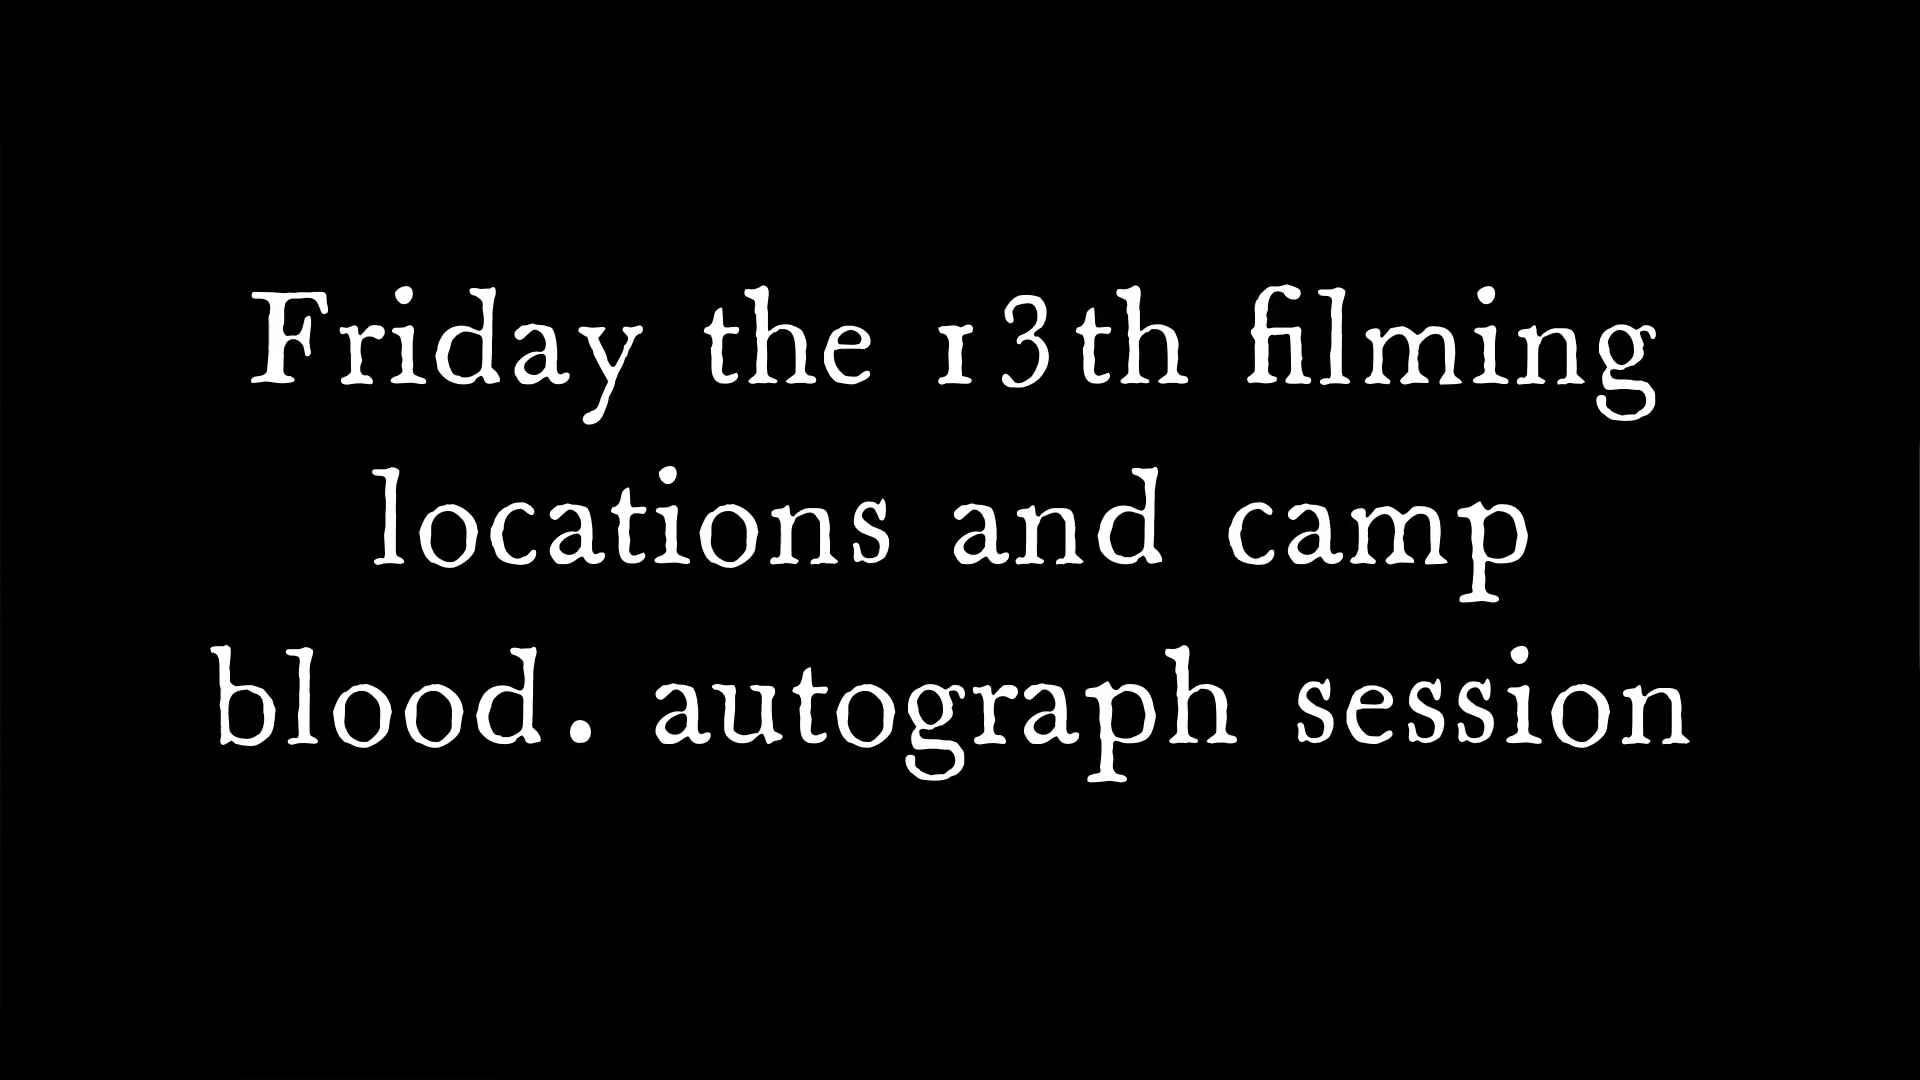 Friday the 13th filming
locations and camp
blood. autograph session